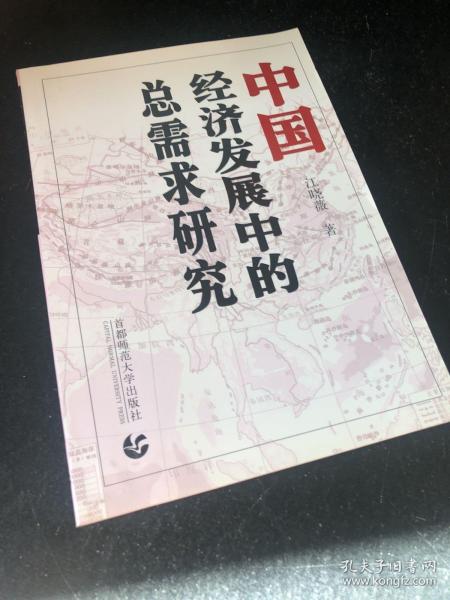 中国
经济发展中的
总需求研究
江晓薇 著
首都师范大学出版社
CAPITAL NORMAL UNIVERSITY PRESS
孔夫子旧书网
www.kongfz.com